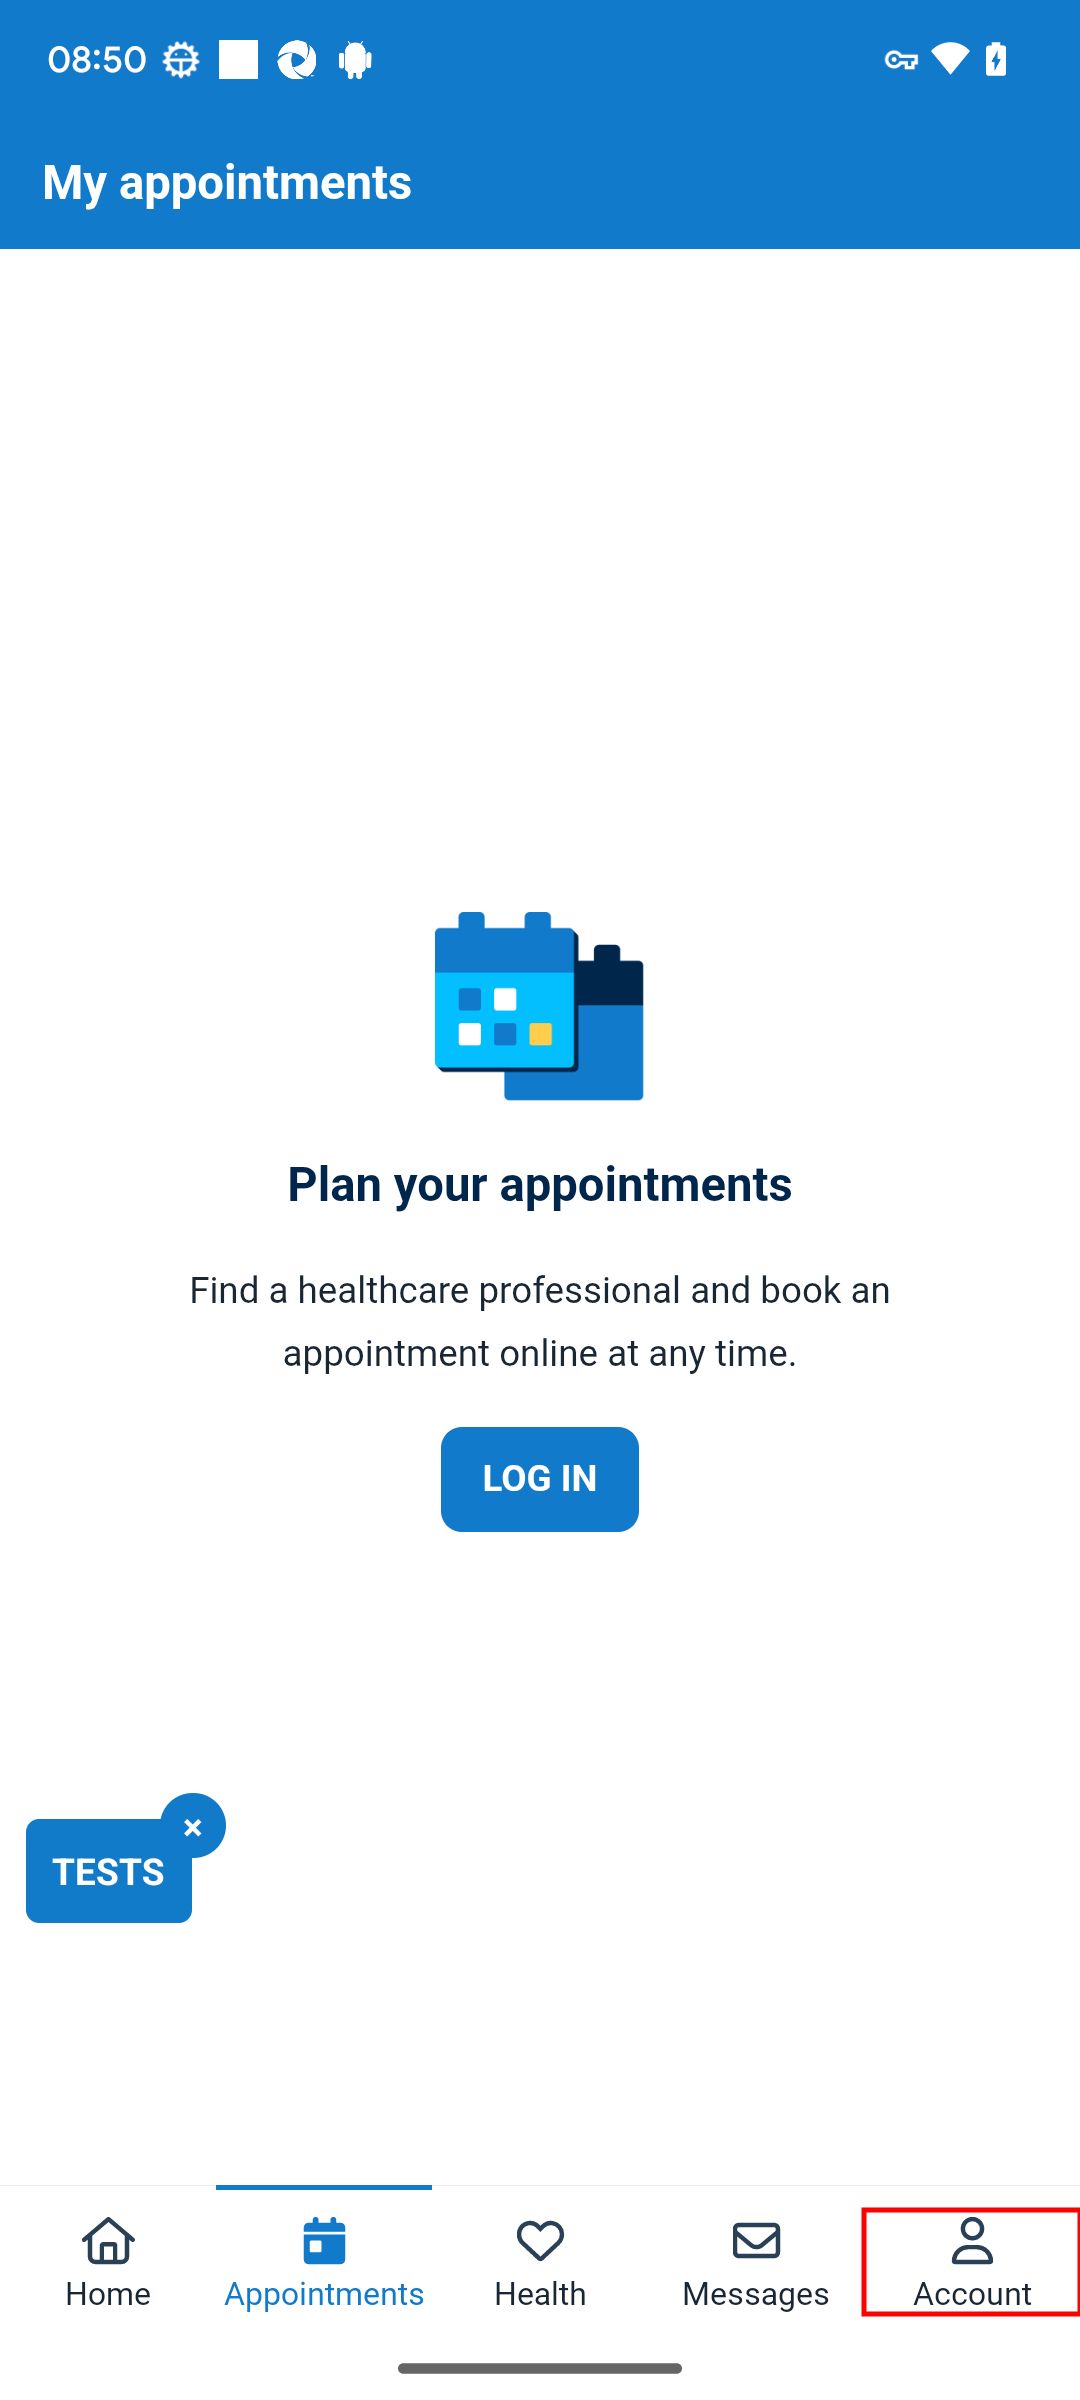 08:50
My appointments
Plan your appointments
Find a healthcare professional and book an
appointment online at any time.
LOG IN
×
TESTS
Home
Appointments
Health
Messages
Account